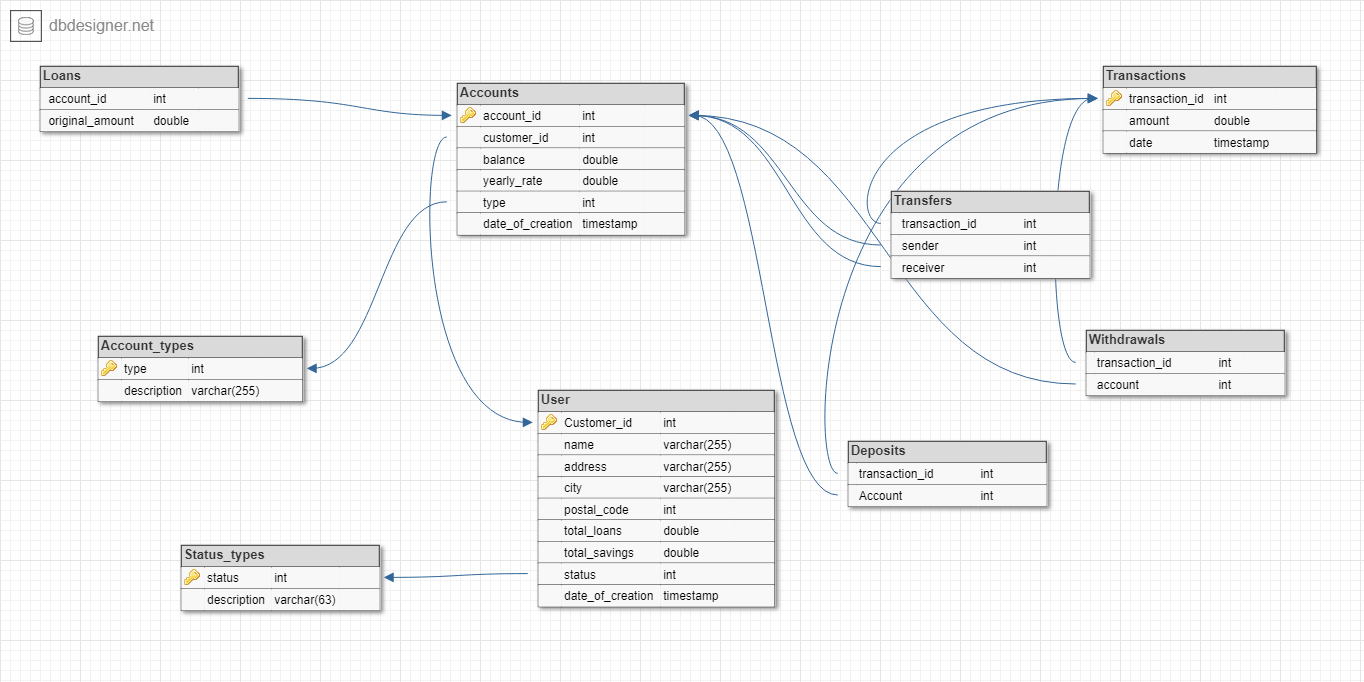 dbdesigner.net
Loans
account_id int
original_amount double
Accounts
account_id int
customer_id int
balance double
yearly_rate double
type int
date_of_creation timestamp
Transactions
transaction_id int
amount double
date timestamp
Transfers
transaction_id int
sender int
receiver int
Account_types
type int
description varchar(255)
Withdrawals
transaction_id int
account int
User
Customer_id int
name varchar(255)
address varchar(255)
city varchar(255)
postal_code int
total_loans double
total_savings double
status int
date_of_creation timestamp
Deposits
transaction_id int
Account int
Status_types
status int
description varchar(63)